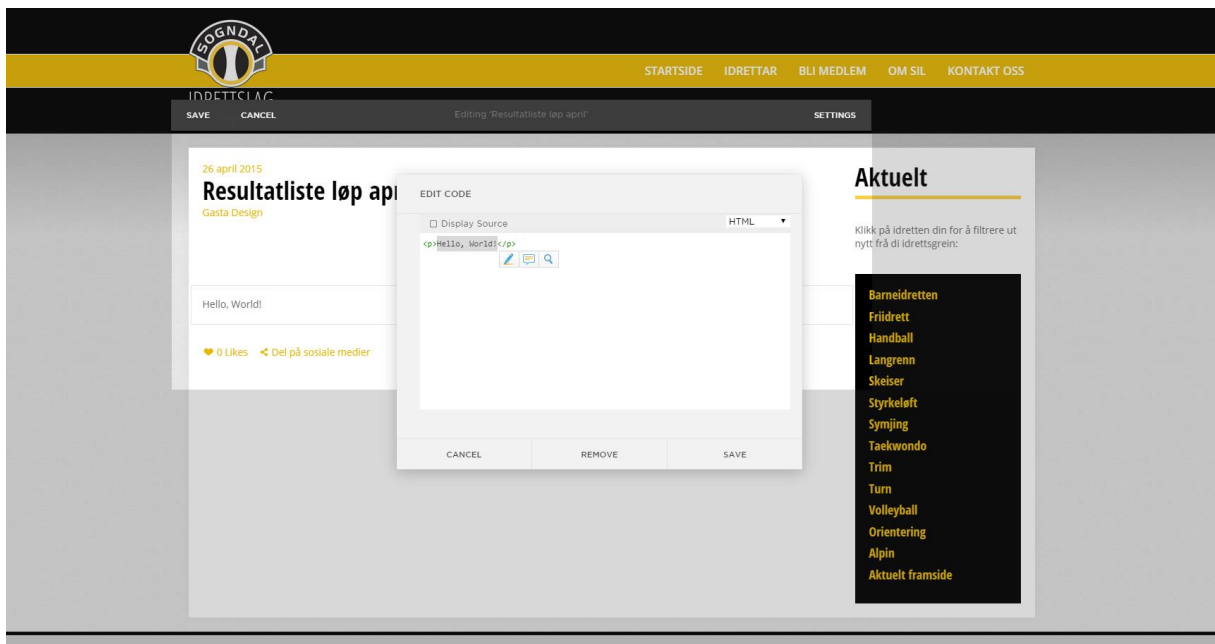 SOGNDAL
IDRETTSLAG
STARTSIDE IDRETTAR BLI MEDLEM OM SIL KONTAKT OSS
SAVE CANCEL Editing 'Resultatliste løp april' SETTINGS
26 april 2015
Resultatliste løp apr
Gasta Design
Hello, World!
0 Likes Del på sosiale medier
EDIT CODE
Display Source HTML
<p>Hello, World!</p>
CANCEL REMOVE SAVE
Aktuelt
Klikk på idretten din for å filtrere ut
nytt frå di idrettsgrein:
Barneidretten
Friidrett
Handball
Langrenn
Skeiser
Styrkeløft
Symjing
Taekwondo
Trim
Turn
Volleyball
Orientering
Alpin
Aktuelt framside